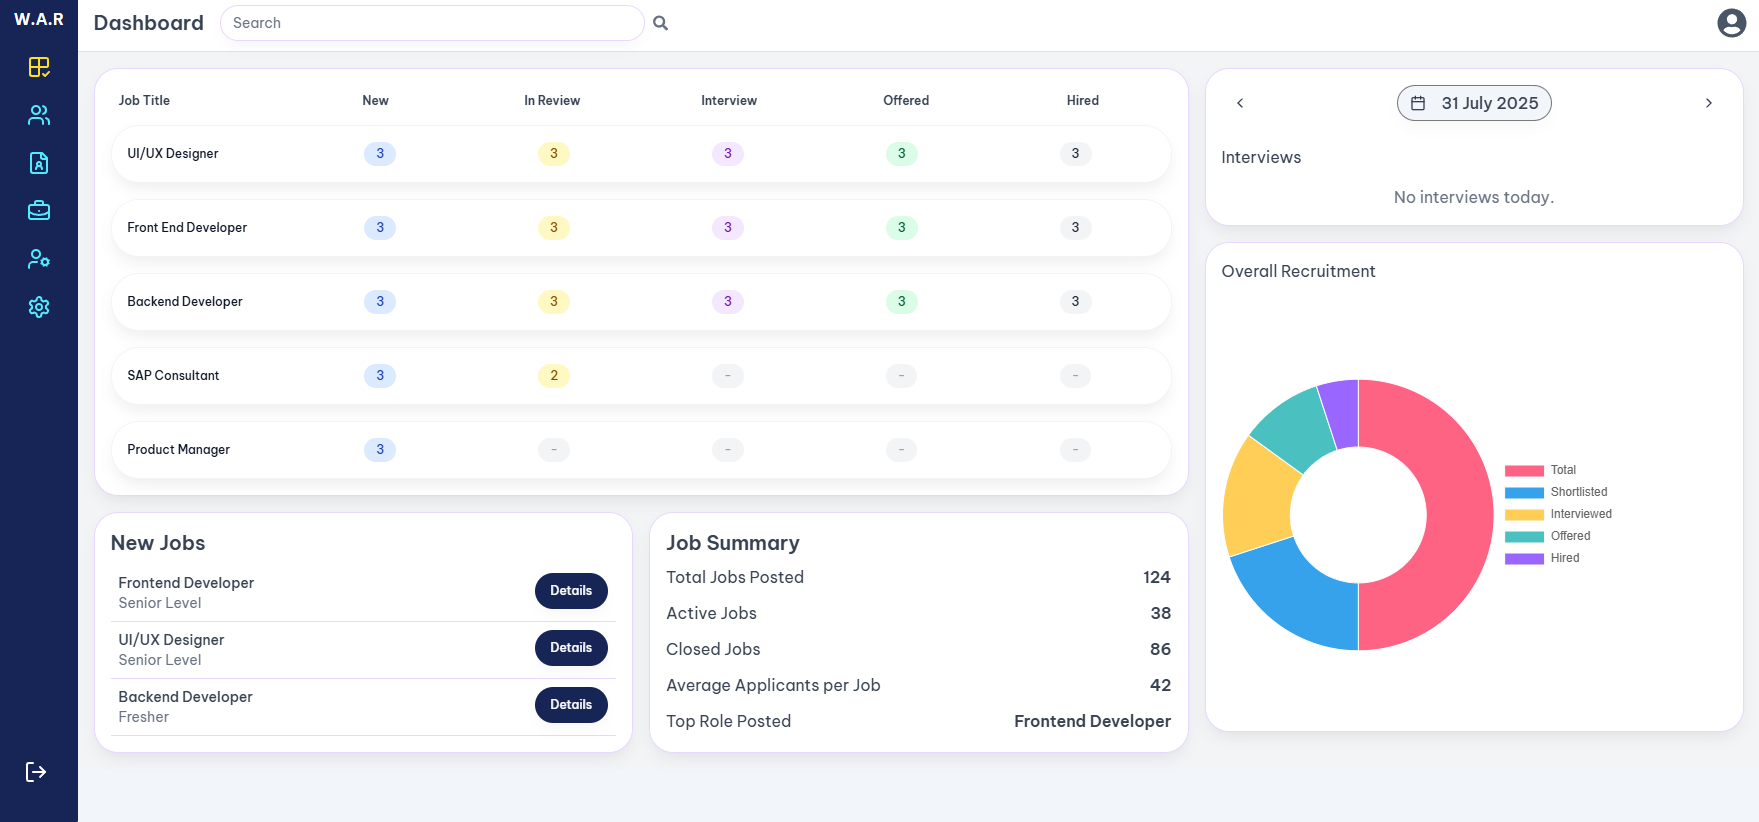 W.A.R
Dashboard
Search
Job Title New In Review Interview Offered Hired
UI/UX Designer 3 3 3 3 3
Front End Developer 3 3 3 3 3
Backend Developer 3 3 3 3 3
SAP Consultant 3 2 - - -
Product Manager 3 - - - -
New Jobs
Frontend Developer
Senior Level
Details
UI/UX Designer
Senior Level
Details
Backend Developer
Fresher
Details
Job Summary
Total Jobs Posted 124
Active Jobs 38
Closed Jobs 86
Average Applicants per Job 42
Top Role Posted Frontend Developer
31 July 2025
Interviews
No interviews today.
Overall Recruitment
Total
Shortlisted
Interviewed
Offered
Hired